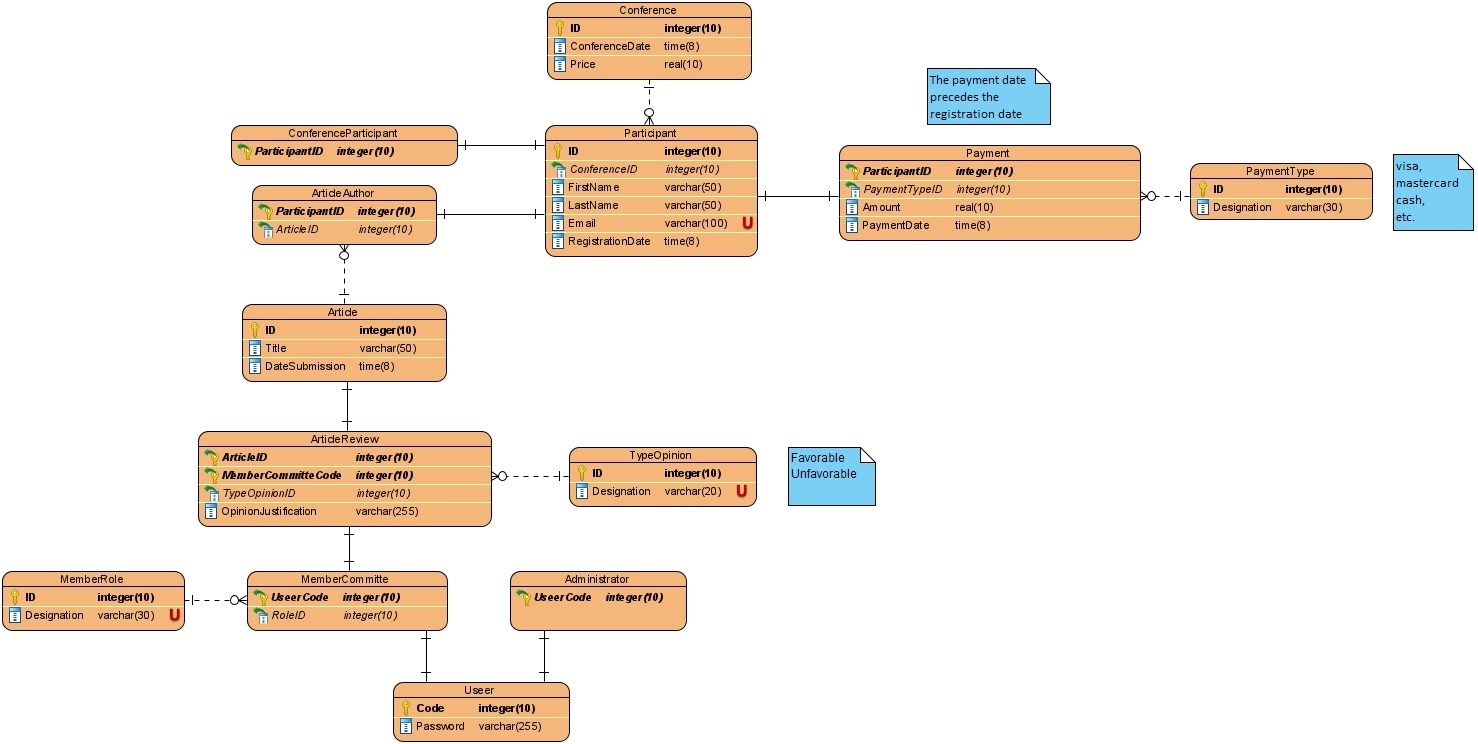 Conference
ID integer(10)
ConferenceDate time(8)
Price real(10)
The payment date
precedes the
registration date
ConferenceParticipant
ParticipantID integer(10)
Participant
ID integer(10)
ConferenceID integer(10)
FirstName varchar(50)
LastName varchar(50)
Email varchar(100) U
RegistrationDate time(8)
Payment
ParticipantID integer(10)
PaymentTypeID integer(10)
Amount real(10)
PaymentDate time(8)
PaymentType
ID integer(10)
Designation varchar(30)
visa,
mastercard
cash,
etc.
ArticleAuthor
ParticipantID integer(10)
ArticleID integer(10)
Article
ID integer(10)
Title varchar(50)
DateSubmission time(8)
ArticleReview
ArticleID integer(10)
MemberCommitteCode integer(10)
TypeOpinionID integer(10)
OpinionJustification varchar(255)
TypeOpinion
ID integer(10)
Designation varchar(20) U
Favorable
Unfavorable
MemberRole
ID integer(10)
Designation varchar(30) U
MemberCommitte
UseerCode integer(10)
RoleID integer(10)
Administrator
UseerCode integer(10)
Useer
Code integer(10)
Password varchar(255)